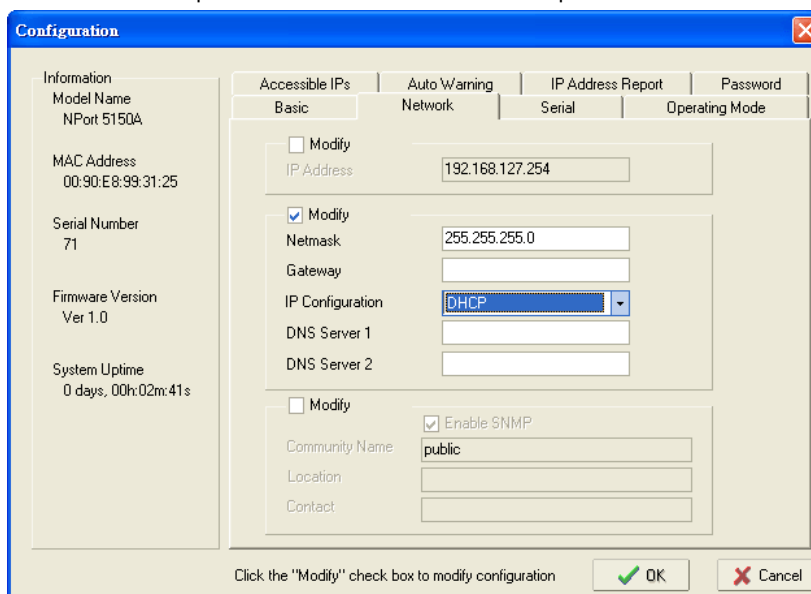 Configuration
Information
Model Name
NPort 5150A
MAC Address
00:90:E8:99:31:25
Serial Number
71
Firmware Version
Ver 1.0
System Uptime
0 days, 00h:02m:41s
Accessible IPs
Auto Warning
IP Address Report
Password
Basic
Network
Serial
Operating Mode
Modify
IP Address
192.168.127.254
Modify
Netmask
255.255.255.0
Gateway
IP Configuration
DHCP
DNS Server 1
DNS Server 2
Modify
Enable SNMP
Community Name
public
Location
Contact
Click the "Modify" check box to modify configuration
OK
Cancel